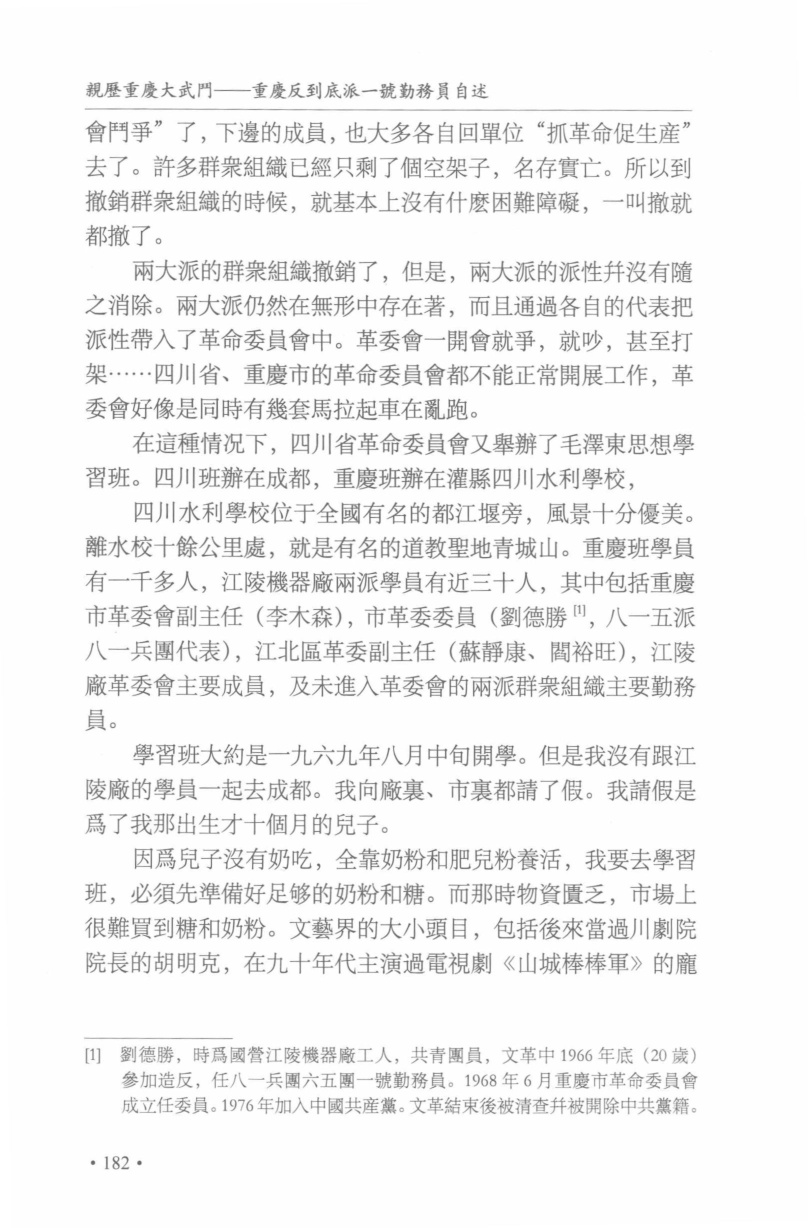 親歷重慶大武鬥——重慶反到底派一號勤務員自述
會鬥爭”了，下邊的成員，也大多各自回單位“抓革命促生産”
去了。許多群衆組織已經只剩了個空架子，名存實亡。所以到
撤銷群衆組織的時候，就基本上沒有什麽困難障礙，一叫撤就
都撤了。
兩大派的群衆組織撤銷了，但是，兩大派的派性幷沒有隨
之消除。兩大派仍然在無形中存在著，而且通過各自的代表把
派性帶入了革命委員會中。革委會一開會就爭，就吵，甚至打
架……四川省、重慶市的革命委員會都不能正常開展工作，革
委會好像是同時有幾套馬拉起車在亂跑。
在這種情况下，四川省革命委員會又舉辦了毛澤東思想學
習班。四川班辦在成都，重慶班辦在灌縣四川水利學校，
四川水利學校位于全國有名的都江堰旁，風景十分優美。
離水校十餘公里處，就是有名的道教聖地青城山。重慶班學員
有一千多人，江陵機器廠兩派學員有近三十人，其中包括重慶
市革委會副主任（李木森），市革委委員（劉德勝[1]，八一五派
八一兵團代表），江北區革委副主任（蘇靜康、閻裕旺），江陵
廠革委會主要成員，及未進入革委會的兩派群衆組織主要勤務
員。
學習班大約是一九六九年八月中旬開學。但是我沒有跟江
陵廠的學員一起去成都。我向廠裏、市裏都請了假。我請假是
爲了我那出生才十個月的兒子。
因爲兒子沒有奶吃，全靠奶粉和肥兒粉養活，我要去學習
班，必須先準備好足够的奶粉和糖。而那時物資匱乏，市場上
很難買到糖和奶粉。文藝界的大小頭目，包括後來當過川劇院
院長的胡明克，在九十年代主演過電視劇《山城棒棒軍》的龐
[1] 劉德勝，時爲國營江陵機器廠工人，共青團員，文革中1966年底（20歲）
參加造反，任八一兵團六五團一號勤務員。1968年6月重慶市革命委員會
成立任委員。1976年加入中國共産黨。文革結束後被清查幷被開除中共黨籍。
·182·